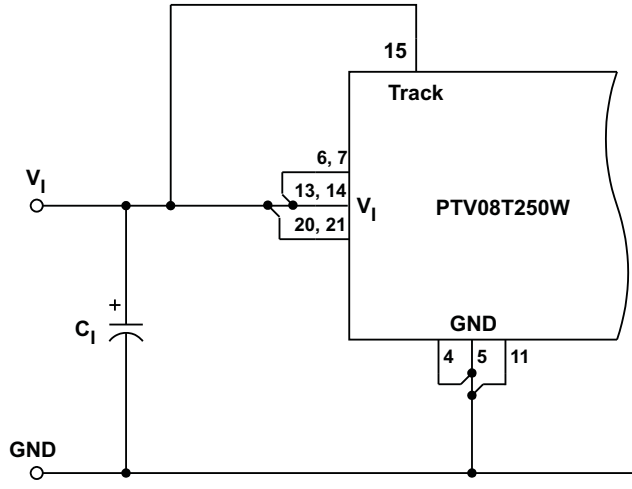 15
Track
6, 7
V_I
13, 14
V_I
PTV08T250W
20, 21
+
C_I
GND
4
5
11
GND